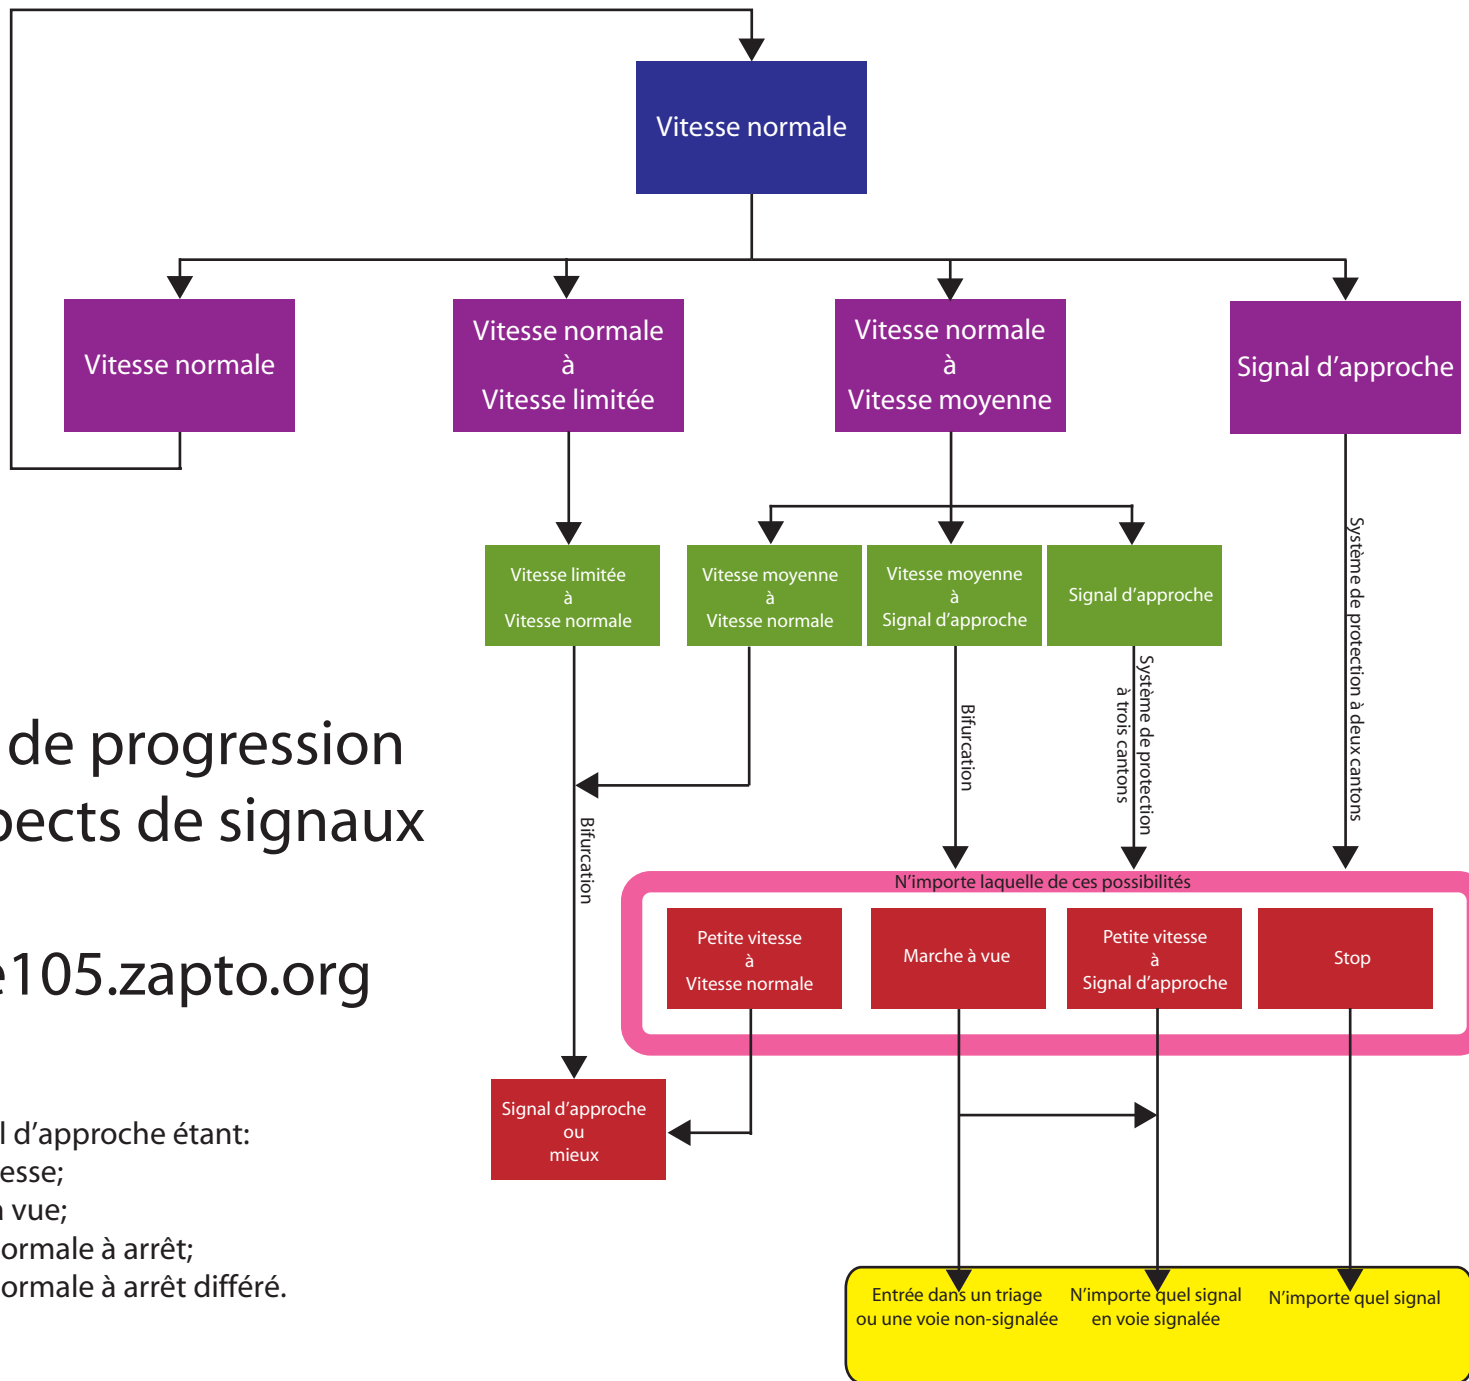 Vitesse normale
Vitesse normale
Vitesse normale
à
Vitesse limitée
Vitesse normale
à
Vitesse moyenne
Signal d'approche
Vitesse limitée
à
Vitesse normale
Vitesse moyenne
à
Vitesse normale
Vitesse moyenne
à
Signal d'approche
Signal d'approche
Système de protection à deux cantons
Système de protection
à trois cantons
Bifurcation
Bifurcation
de progression
pects de signaux
e105.zapto.org
N'importe laquelle de ces possibilités
Petite vitesse
à
Vitesse normale
Marche à vue
Petite vitesse
à
Signal d'approche
Stop
Signal d'approche
ou
mieux
l d'approche étant:
esse;
à vue;
ormale à arrêt;
ormale à arrêt différé.
Entrée dans un triage
ou une voie non-signalée
N'importe quel signal
en voie signalée
N'importe quel signal